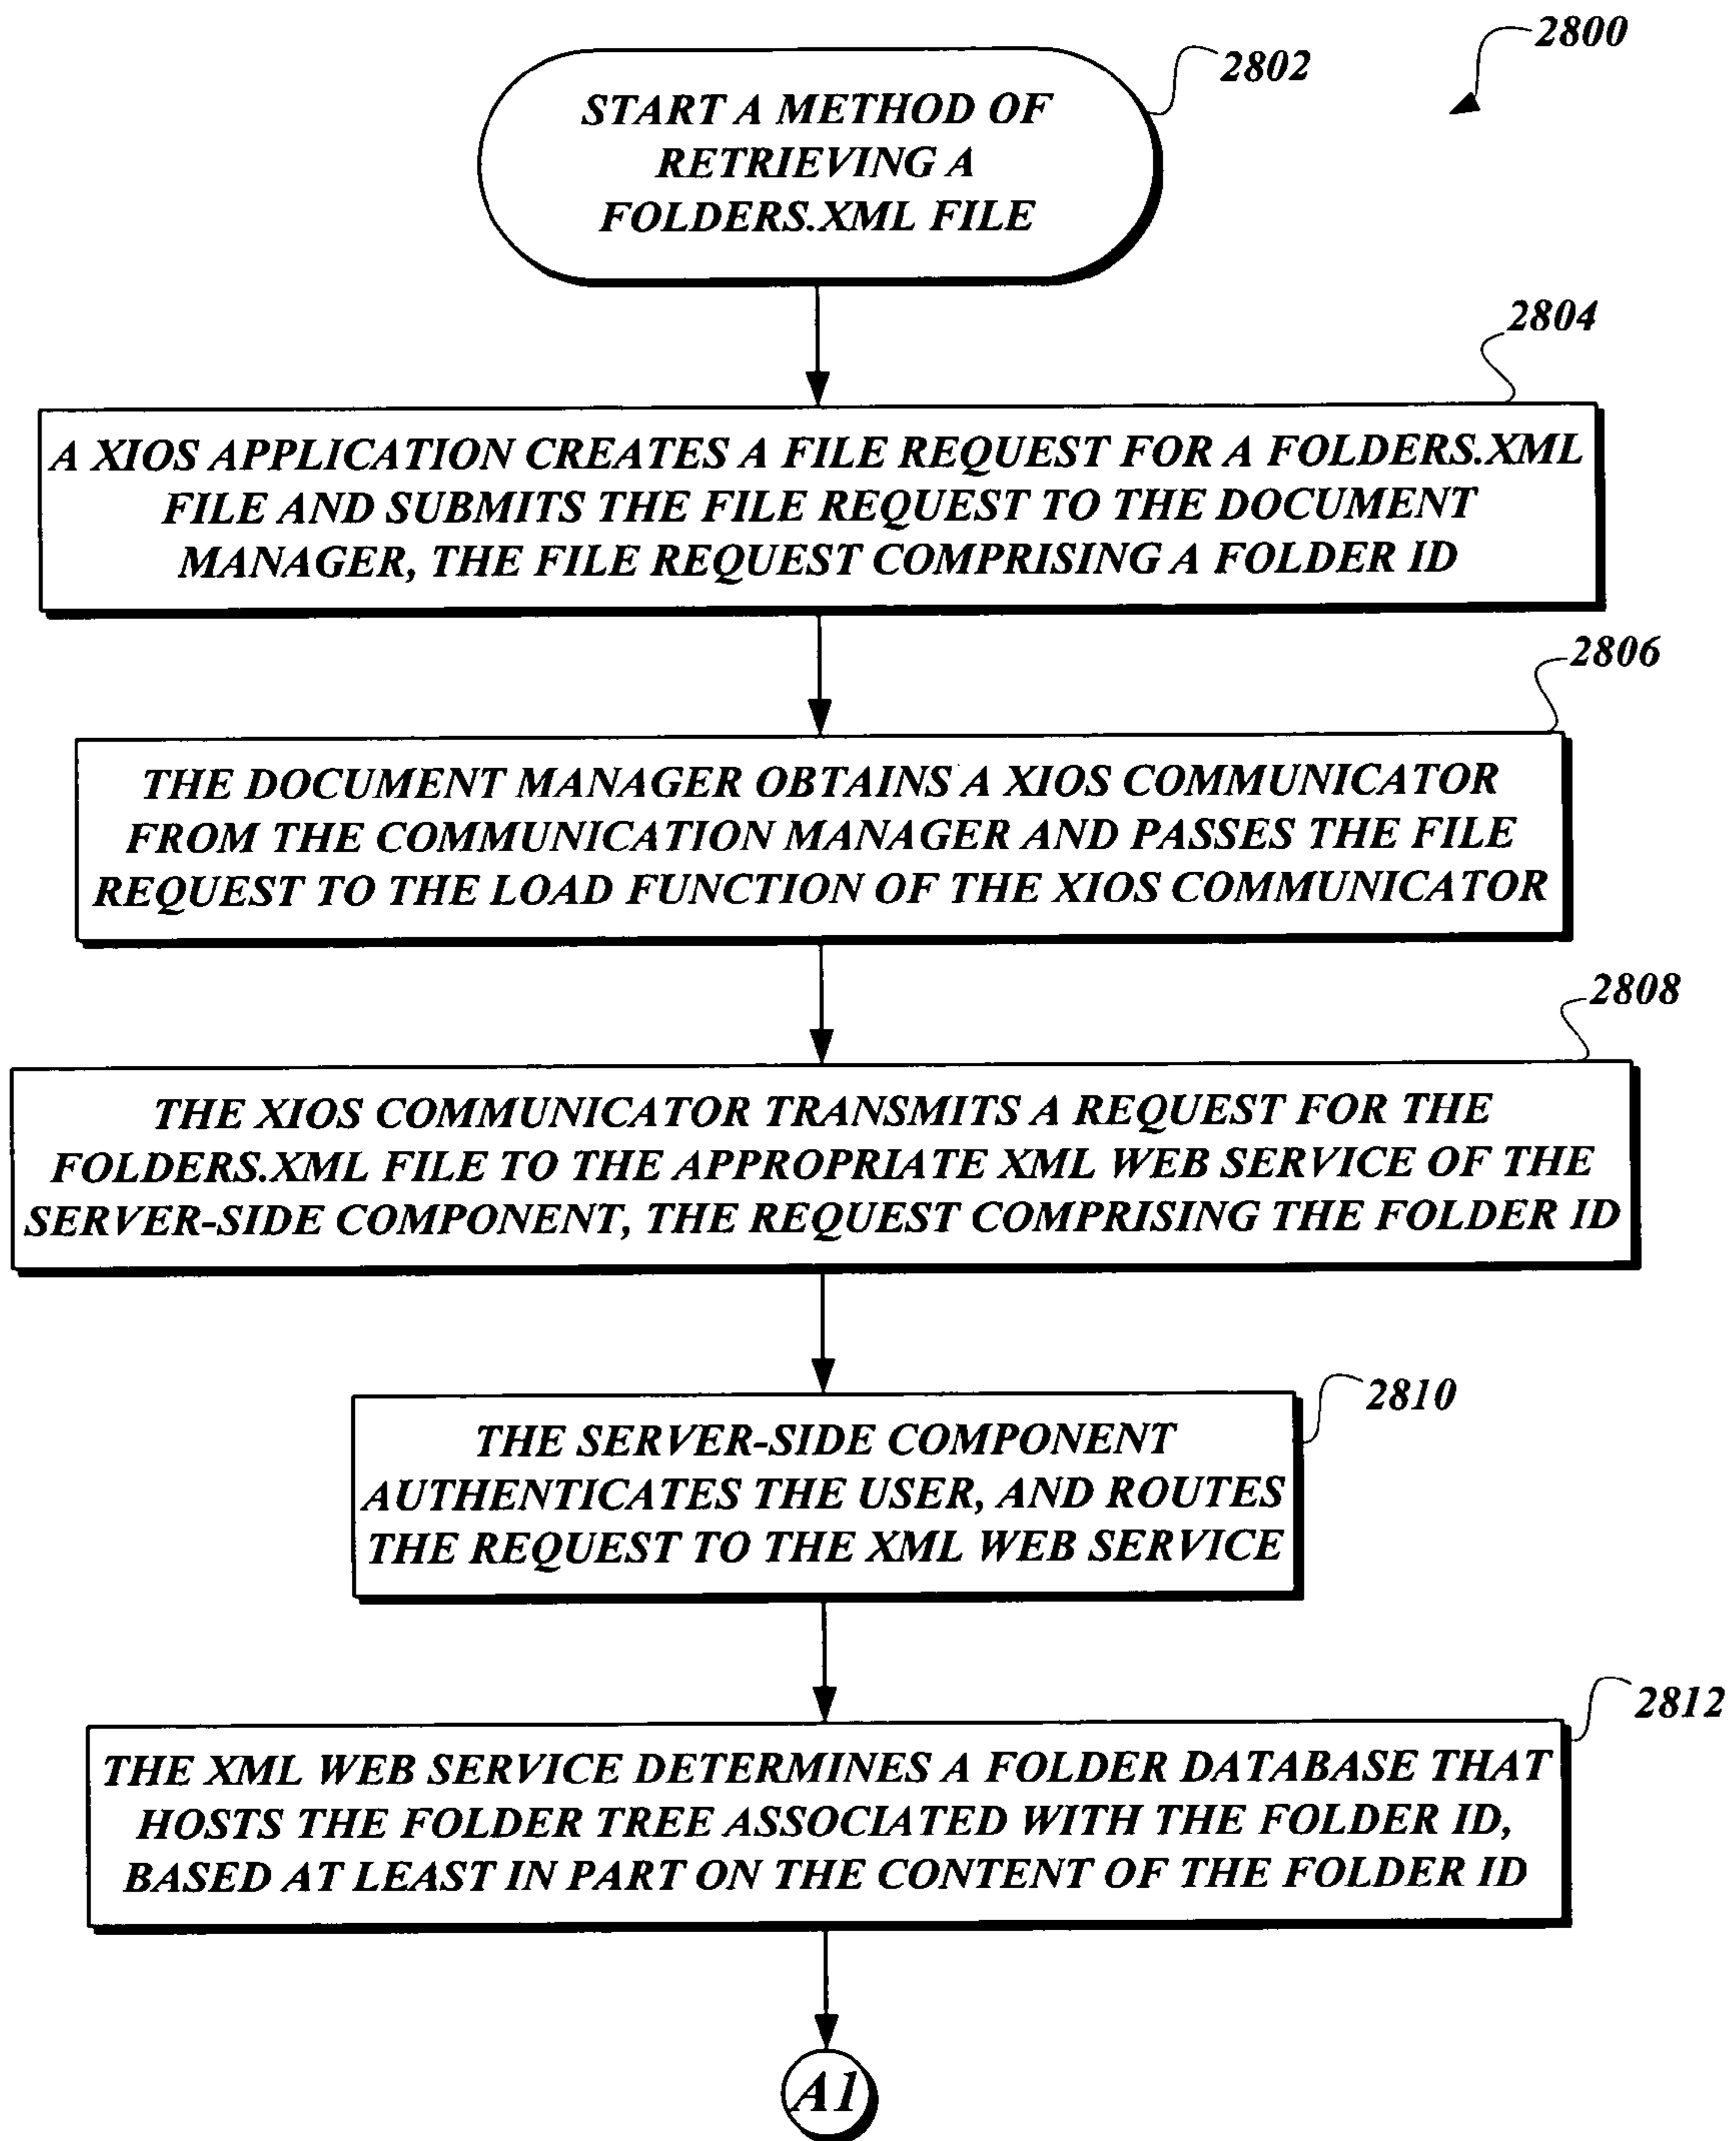 2800
2802
START A METHOD OF
RETRIEVING A
FOLDERS.XML FILE
2804
A XIOS APPLICATION CREATES A FILE REQUEST FOR A FOLDERS.XML
FILE AND SUBMITS THE FILE REQUEST TO THE DOCUMENT
MANAGER, THE FILE REQUEST COMPRISING A FOLDER ID
2806
THE DOCUMENT MANAGER OBTAINS A XIOS COMMUNICATOR
FROM THE COMMUNICATION MANAGER AND PASSES THE FILE
REQUEST TO THE LOAD FUNCTION OF THE XIOS COMMUNICATOR
2808
THE XIOS COMMUNICATOR TRANSMITS A REQUEST FOR THE
FOLDERS.XML FILE TO THE APPROPRIATE XML WEB SERVICE OF THE
SERVER-SIDE COMPONENT, THE REQUEST COMPRISING THE FOLDER ID
2810
THE SERVER-SIDE COMPONENT
AUTHENTICATES THE USER, AND ROUTES
THE REQUEST TO THE XML WEB SERVICE
2812
THE XML WEB SERVICE DETERMINES A FOLDER DATABASE THAT
HOSTS THE FOLDER TREE ASSOCIATED WITH THE FOLDER ID,
BASED AT LEAST IN PART ON THE CONTENT OF THE FOLDER ID
A1